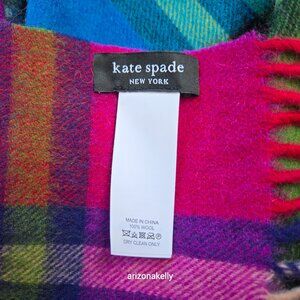 kate spade
NEW YORK
MADE IN CHINA
100% WOOL
DRY CLEAN ONLY
arizonakelly